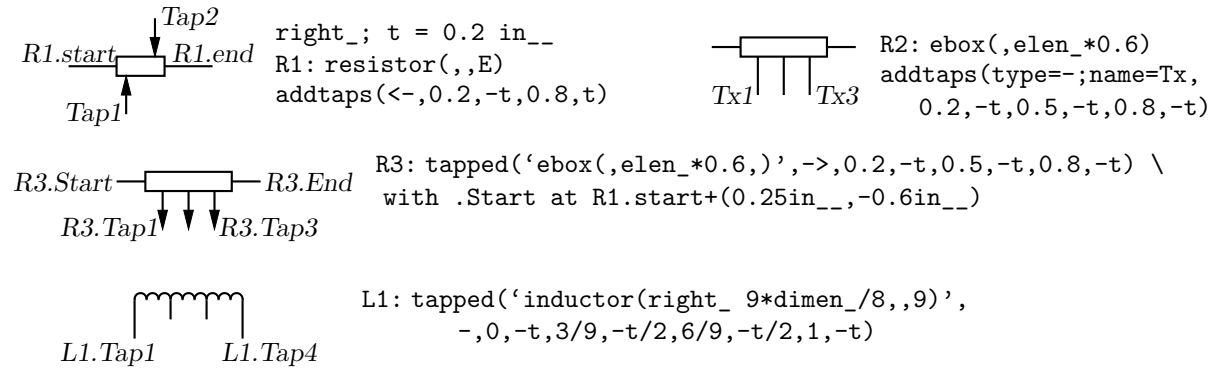 Tap2
R1.start R1.end
Tap1
right_; t = 0.2 in__
R1: resistor(,,E)
addtaps(<-,0.2,-t,0.8,t)
Tx1 Tx3
R2: ebox(,elen_*0.6)
addtaps(type=-;name=Tx,
0.2,-t,0.5,-t,0.8,-t)
R3.Start R3.End
R3.Tap1 R3.Tap3
R3: tapped(‘ebox(,elen_*0.6,)’,->,0.2,-t,0.5,-t,0.8,-t) \
with .Start at R1.start+(0.25in__,-0.6in__)
L1.Tap1 L1.Tap4
L1: tapped(‘inductor(right_ 9*dimen_/8,,9)’,
-,0,-t,3/9,-t/2,6/9,-t/2,1,-t)